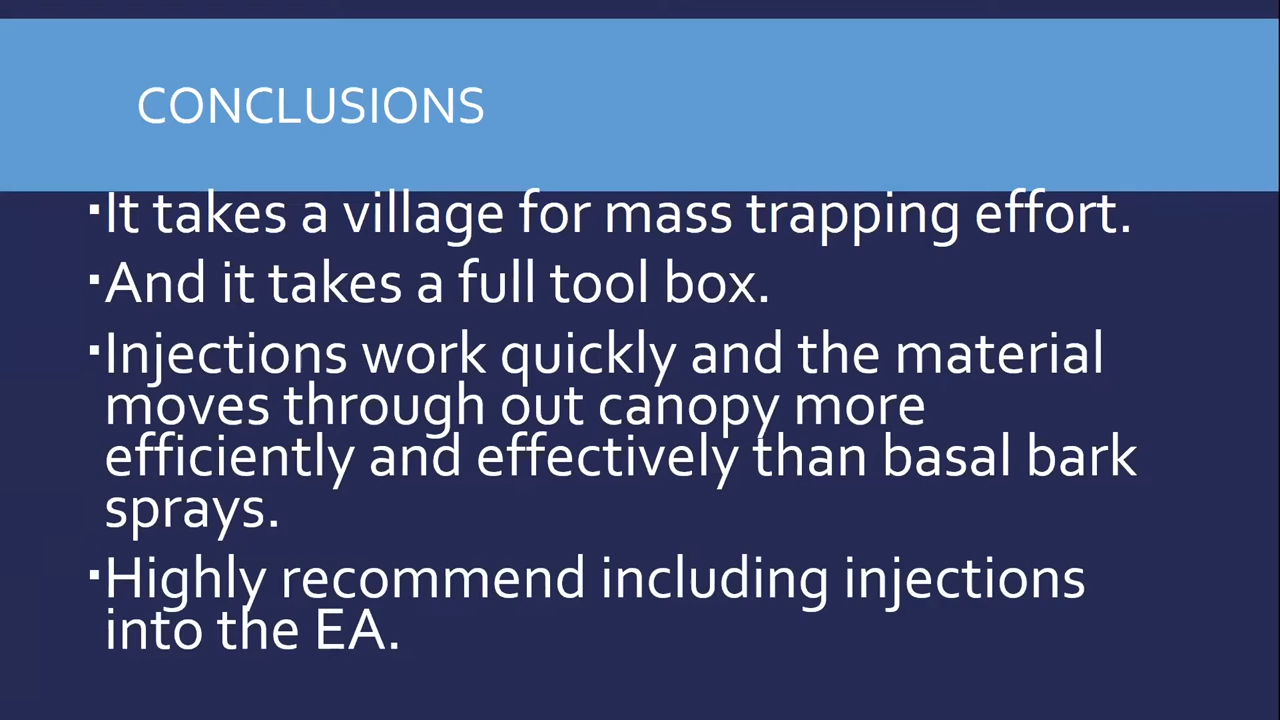 CONCLUSIONS
▪It takes a village for mass trapping effort.
▪And it takes a full tool box.
▪Injections work quickly and the material
moves through out canopy more
efficiently and effectively than basal bark
sprays.
▪Highly recommend including injections
into the EA.